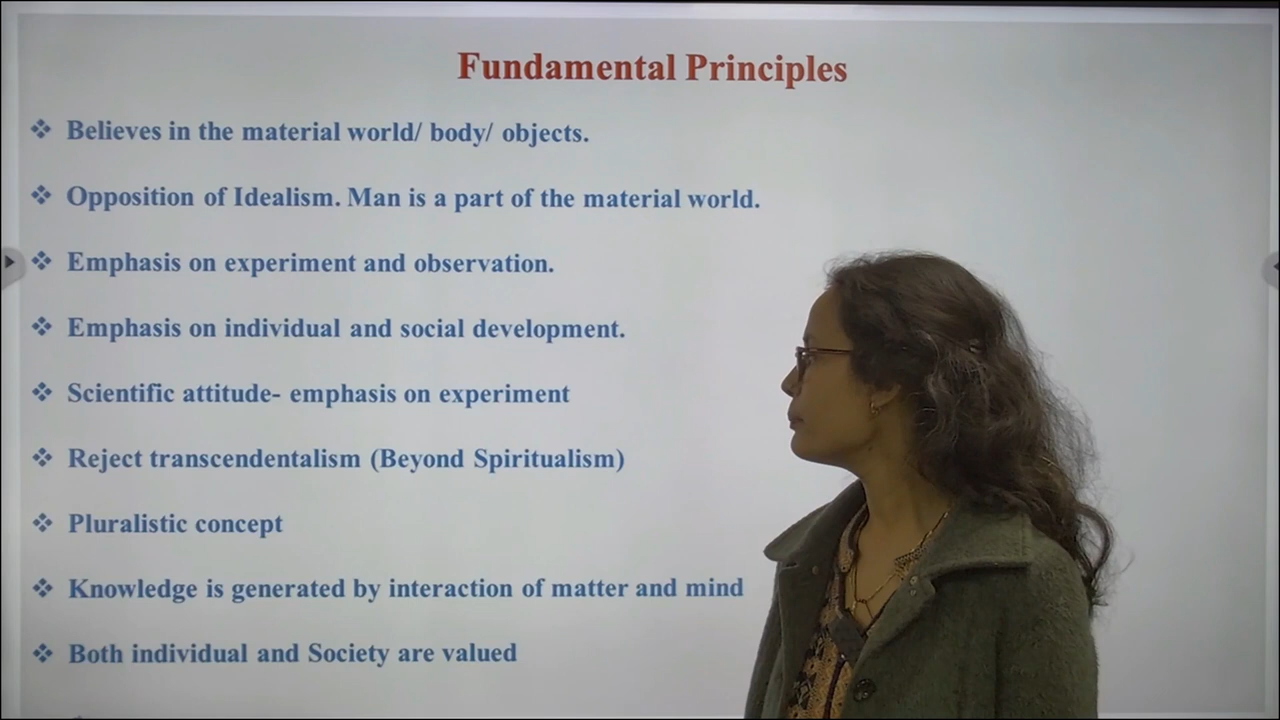 Fundamental Principles
❖ Believes in the material world/ body/ objects.
❖ Opposition of Idealism. Man is a part of the material world.
❖ Emphasis on experiment and observation.
❖ Emphasis on individual and social development.
❖ Scientific attitude- emphasis on experiment
❖ Reject transcendentalism (Beyond Spiritualism)
❖ Pluralistic concept
❖ Knowledge is generated by interaction of matter and mind
❖ Both individual and Society are valued